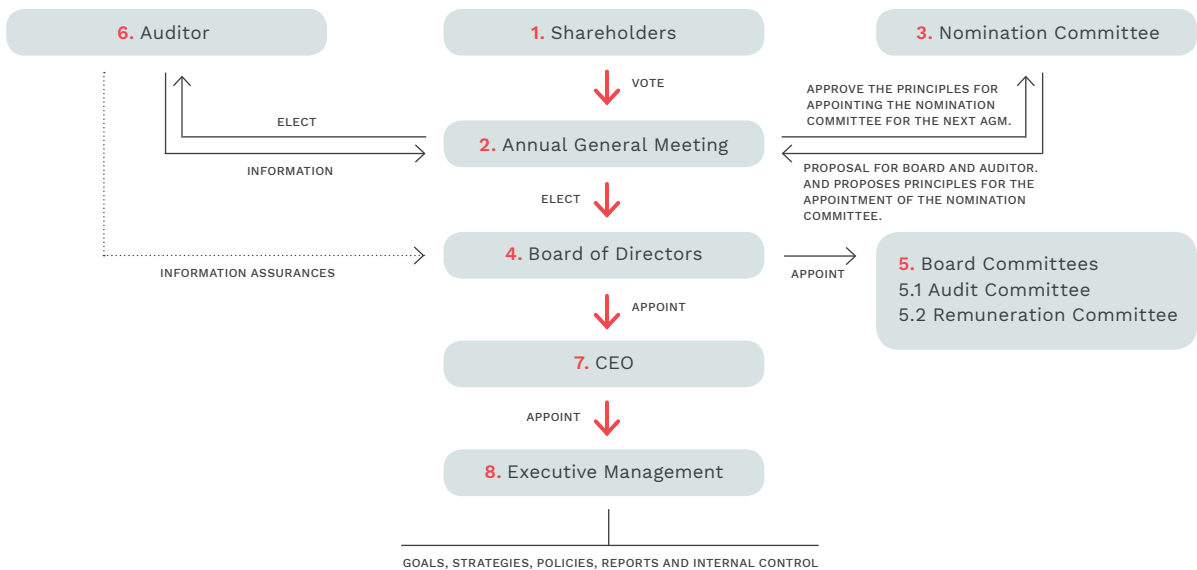 6. Auditor
1. Shareholders
3. Nomination Committee
VOTE
APPROVE THE PRINCIPLES FOR
APPOINTING THE NOMINATION
COMMITTEE FOR THE NEXT AGM.
ELECT
2. Annual General Meeting
INFORMATION
PROPOSAL FOR BOARD AND AUDITOR.
AND PROPOSES PRINCIPLES FOR THE
APPOINTMENT OF THE NOMINATION
COMMITTEE.
ELECT
4. Board of Directors
INFORMATION ASSURANCES
APPOINT
5. Board Committees
5.1 Audit Committee
5.2 Remuneration Committee
APPOINT
7. CEO
APPOINT
8. Executive Management
GOALS, STRATEGIES, POLICIES, REPORTS AND INTERNAL CONTROL